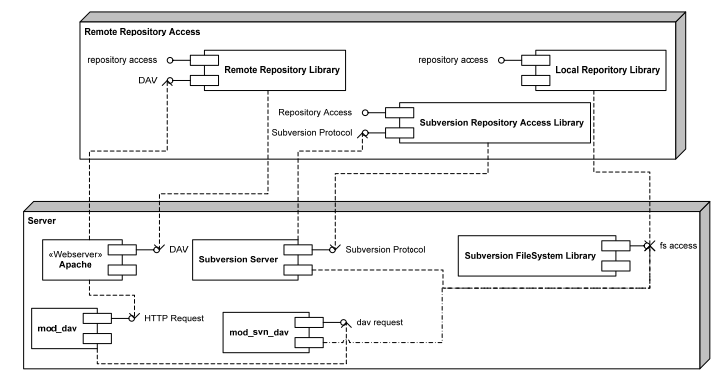 Remote Repository Access
repository access
Remote Repository Library
DAV
repository access
Local Reporitory Library
Repository Access
Subversion Protocol
Subversion Repository Access Library
Server
«Webserver»
Apache
DAV
Subversion Server
Subversion Protocol
Subversion FileSystem Library
fs access
mod_dav
HTTP Request
mod_svn_dav
dav request